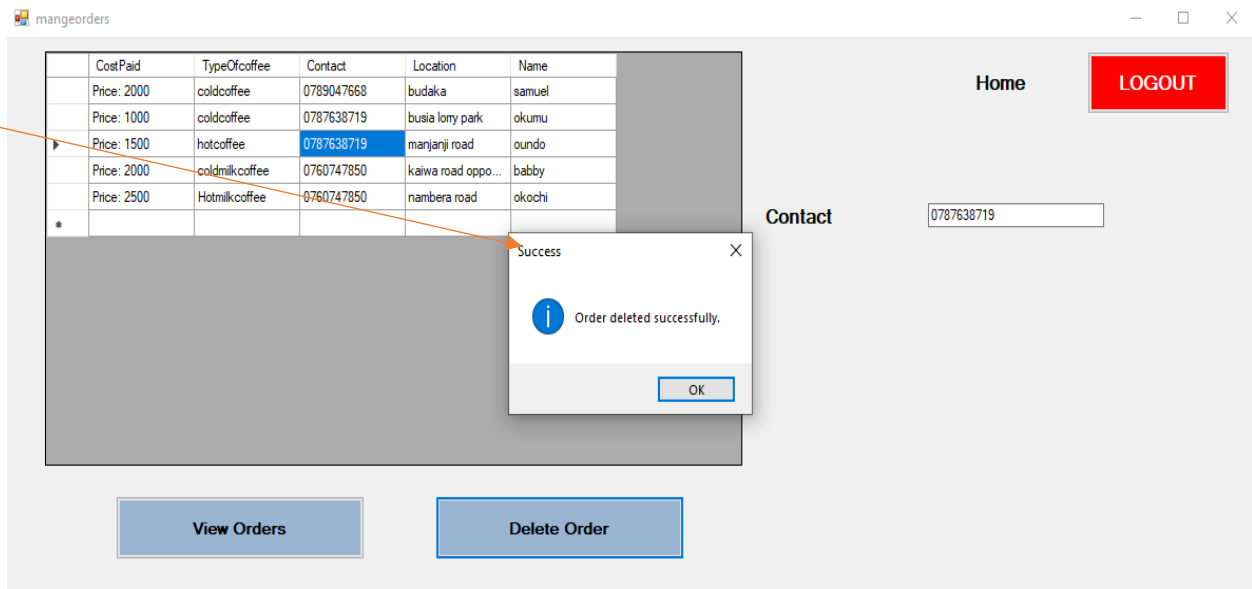 mangeorders
CostPaid TypeOfcoffee Contact Location Name
Price: 2000 coldcoffee 0789047668 budaka samuel
Price: 1000 coldcoffee 0787638719 busia lorry park okumu
Price: 1500 hotcoffee 0787638719 manjanji road oundo
Price: 2000 coldmilkcoffee 0760747850 kaiwa road oppo... babby
Price: 2500 Hotmilkcoffee 0760747850 nambera road okochi
Home
LOGOUT
Contact 0787638719
Success
Order deleted successfully.
OK
View Orders
Delete Order